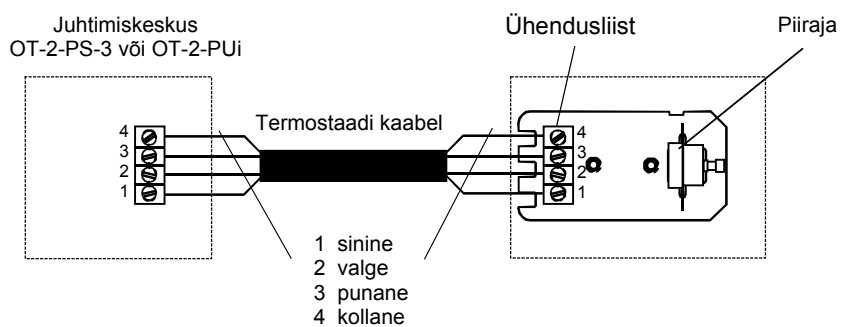 Juhtimiskeskus
OT-2-PS-3 või OT-2-PUi
Ühendusliist
Piiraja
Termostaadi kaabel
4
3
2
1
4
3
2
1
1 sinine
2 valge
3 punane
4 kollane